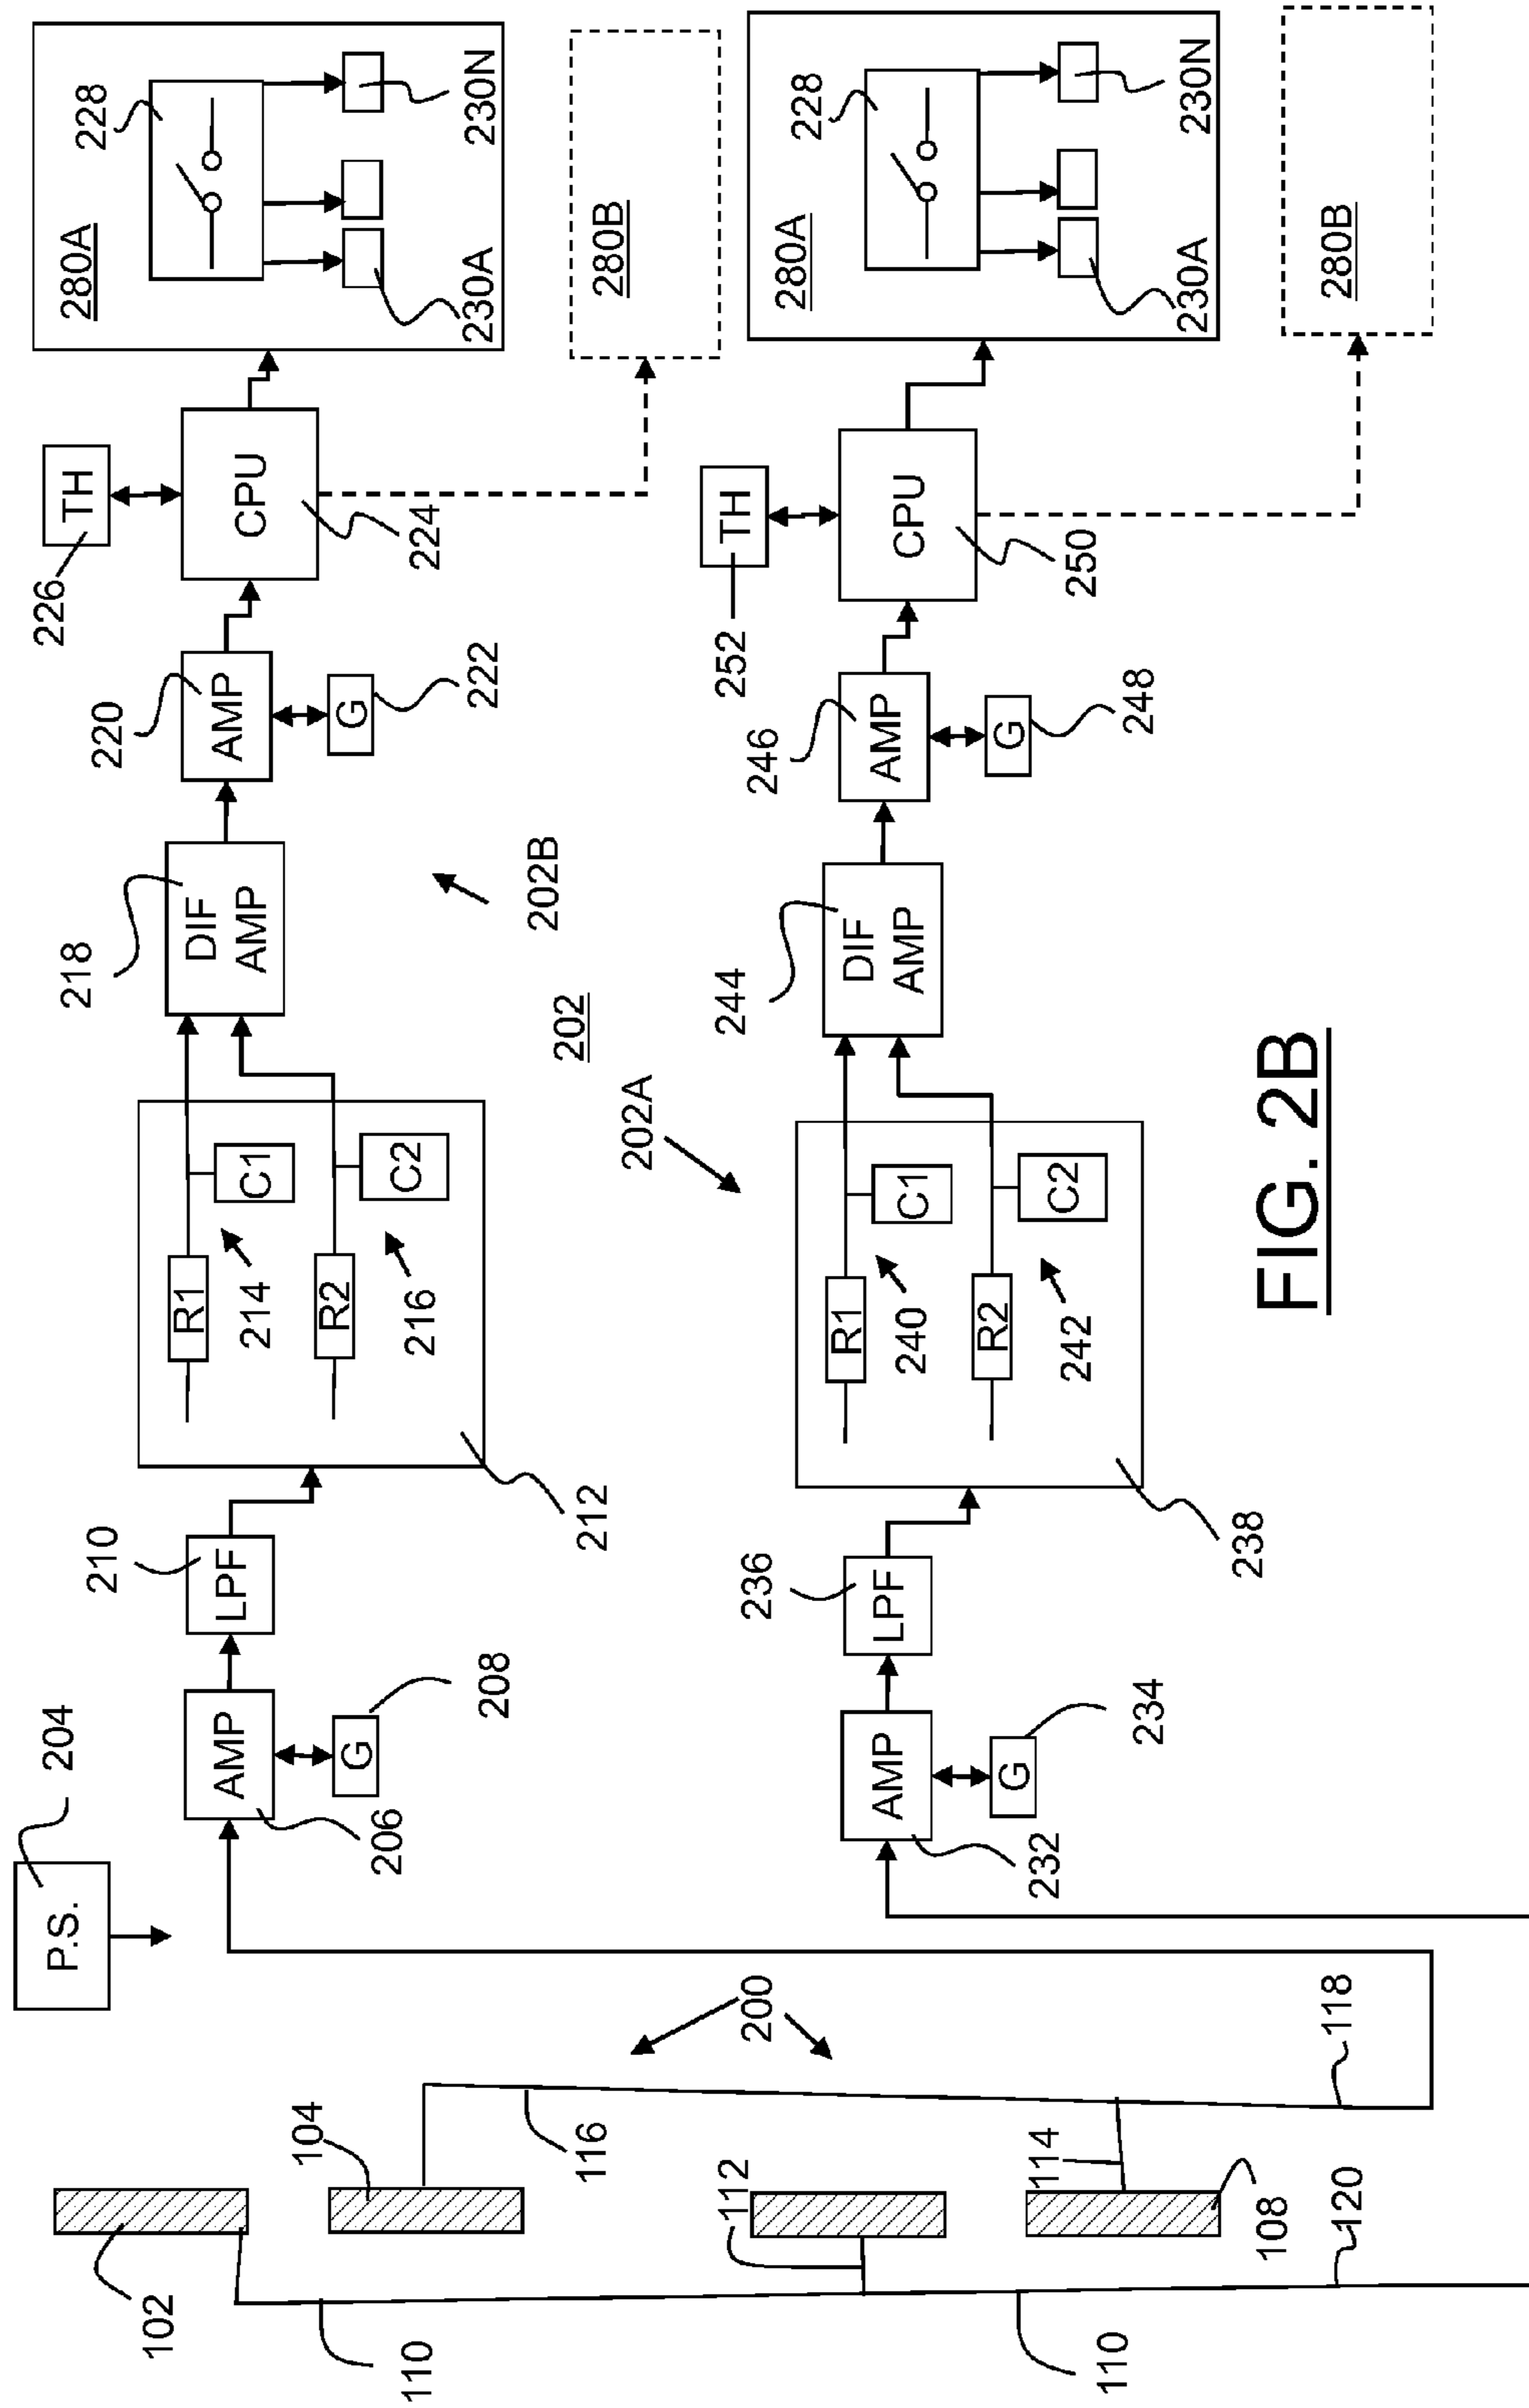 P.S.
204
AMP
206
G
208
LPF
210
212
R1
C1
214
R2
C2
216
DIF
AMP
218
AMP
220
G
222
CPU
224
TH
226
280A
228
230A
230N
280B
202B
202
202A
102
104
110
116
200
112
114
108
110
120
118
AMP
232
G
234
LPF
236
238
R1
C1
240
R2
C2
242
DIF
AMP
244
AMP
246
G
248
CPU
250
TH
252
280A
228
230A
230N
280B
FIG. 2B